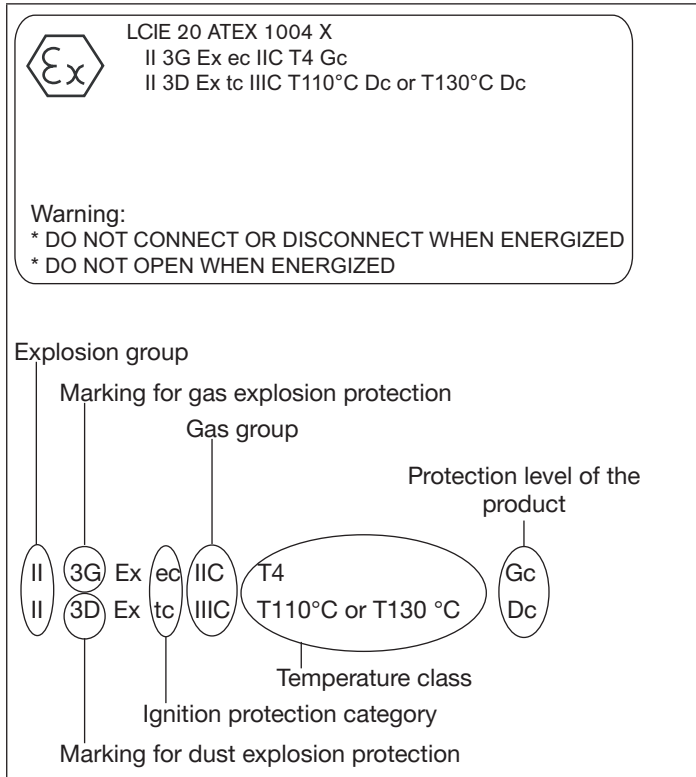 LCIE 20 ATEX 1004 X
II 3G Ex ec IIC T4 Gc
II 3D Ex tc IIIC T110°C Dc or T130°C Dc
Ex
Warning:
* DO NOT CONNECT OR DISCONNECT WHEN ENERGIZED
* DO NOT OPEN WHEN ENERGIZED
Explosion group
Marking for gas explosion protection
Gas group
Protection level of the
product
II 3G Ex ec IIC T4 Gc
II 3D Ex tc IIIC T110°C or T130 °C Dc
Temperature class
Ignition protection category
Marking for dust explosion protection